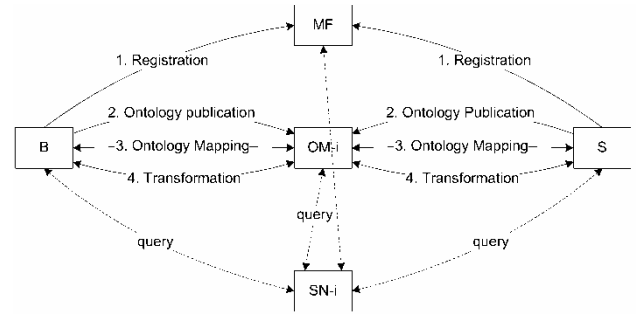 MF
1. Registration
1. Registration
2. Ontology publication
2. Ontology Publication
B
3. Ontology Mapping
OM-i
3. Ontology Mapping
S
4. Transformation
4. Transformation
query
query
query
SN-i